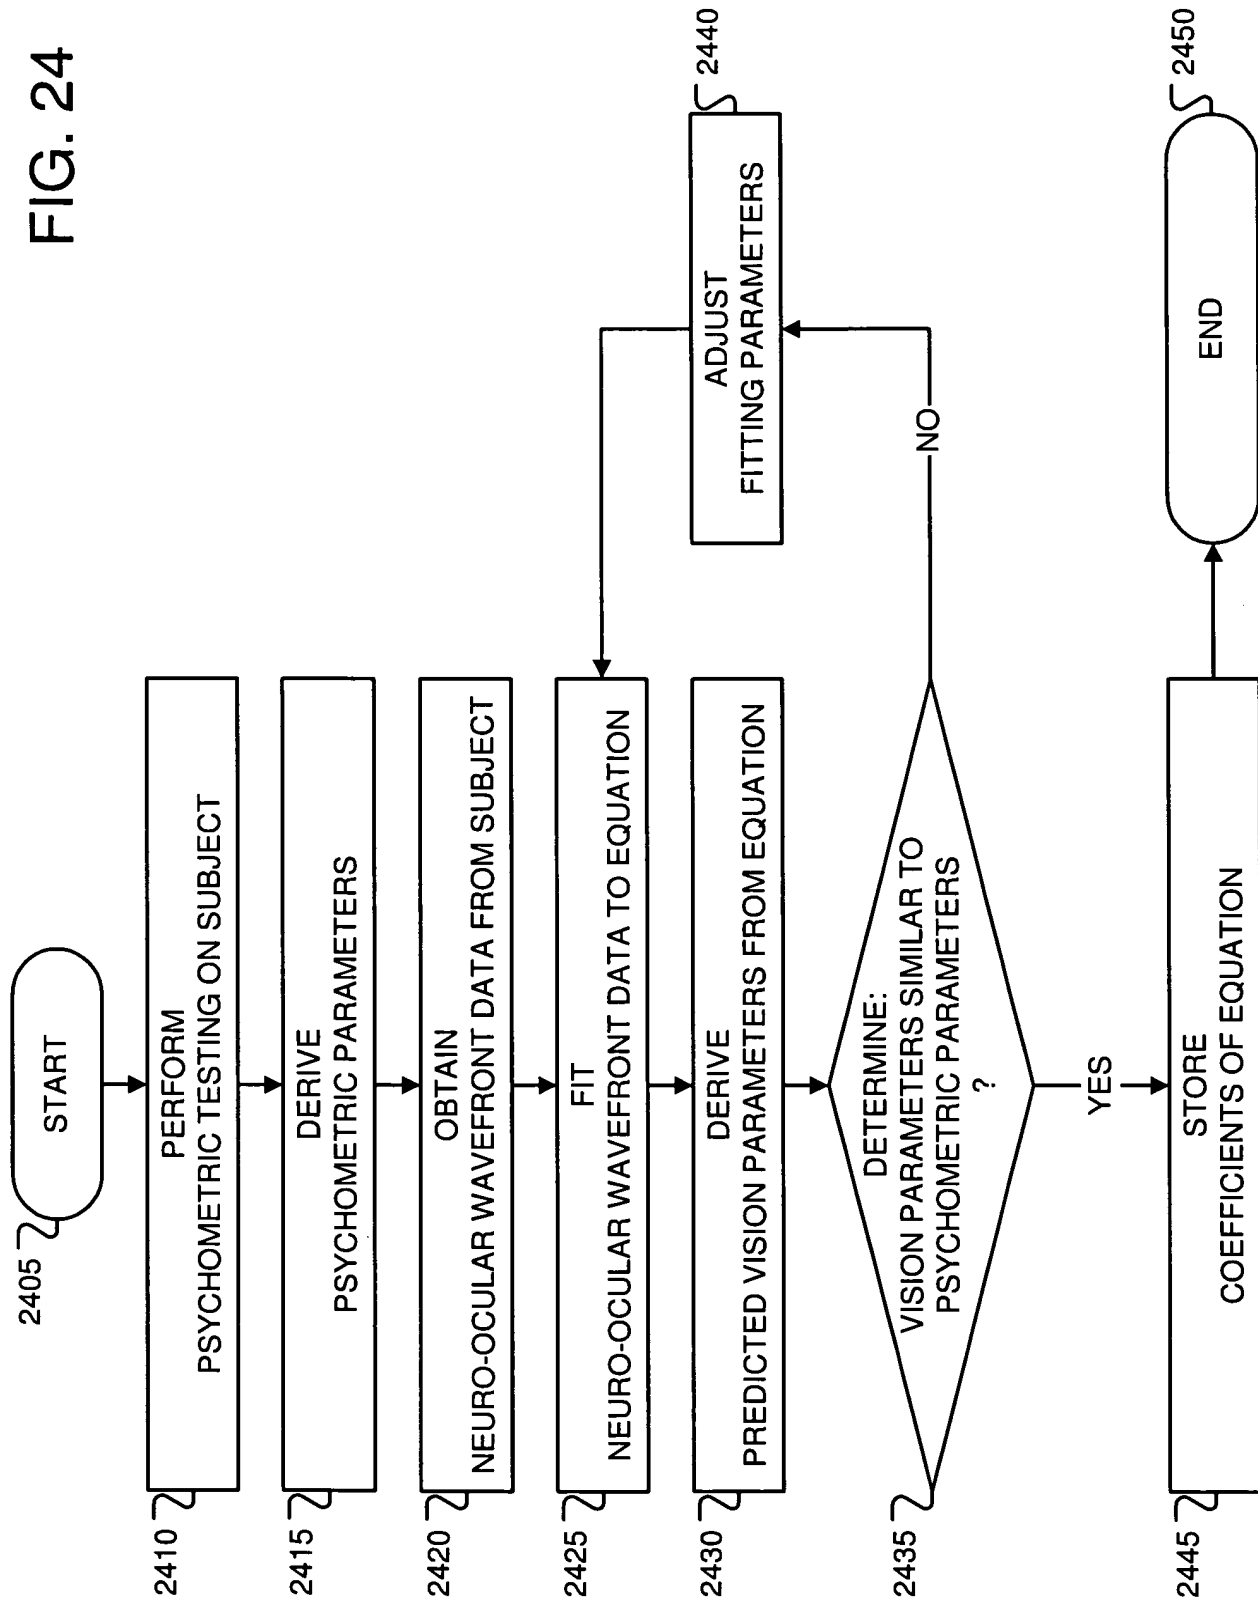 FIG. 24
2405
START
2410
PERFORM
PSYCHOMETRIC TESTING ON SUBJECT
2415
DERIVE
PSYCHOMETRIC PARAMETERS
2420
OBTAIN
NEURO-OCULAR WAVEFRONT DATA FROM SUBJECT
2425
FIT
NEURO-OCULAR WAVEFRONT DATA TO EQUATION
2430
DERIVE
PREDICTED VISION PARAMETERS FROM EQUATION
2435
DETERMINE:
VISION PARAMETERS SIMILAR TO
PSYCHOMETRIC PARAMETERS
?
NO
2440
ADJUST
FITTING PARAMETERS
YES
2445
STORE
COEFFICIENTS OF EQUATION
2450
END